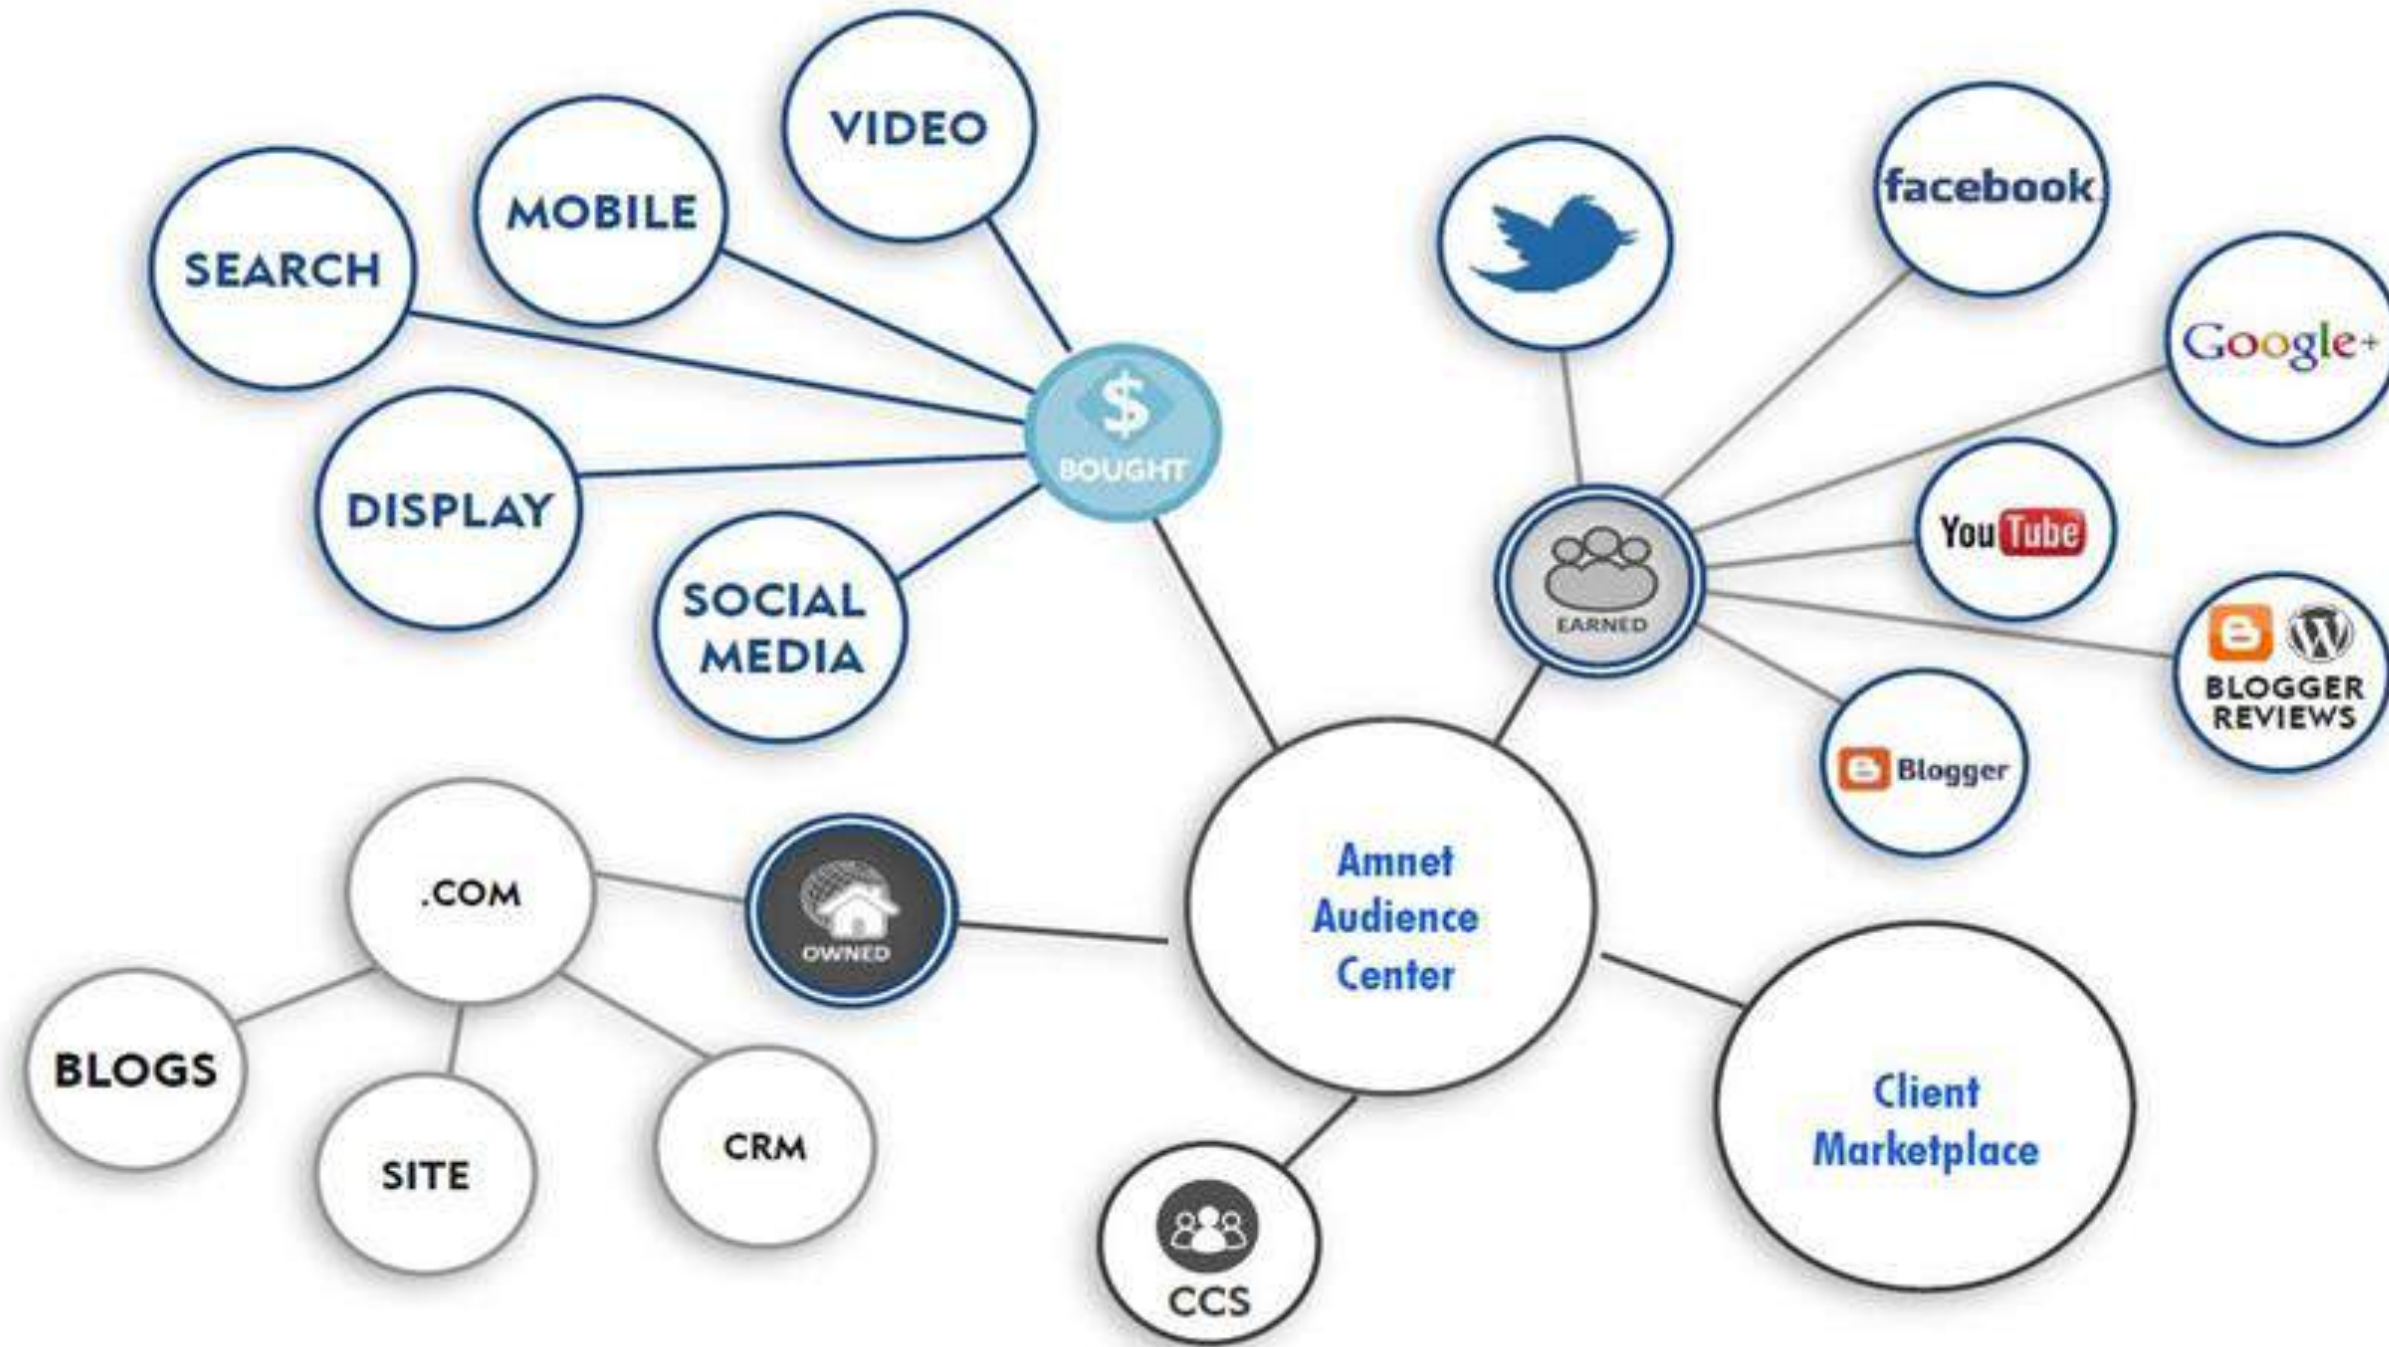 VIDEO
MOBILE
SEARCH
DISPLAY
SOCIAL
MEDIA
$
BOUGHT
facebook
Google+
YouTube
EARNED
BLOGGER
REVIEWS
Blogger
.COM
OWNED
BLOGS
SITE
CRM
Amnet
Audience
Center
Client
Marketplace
CCS